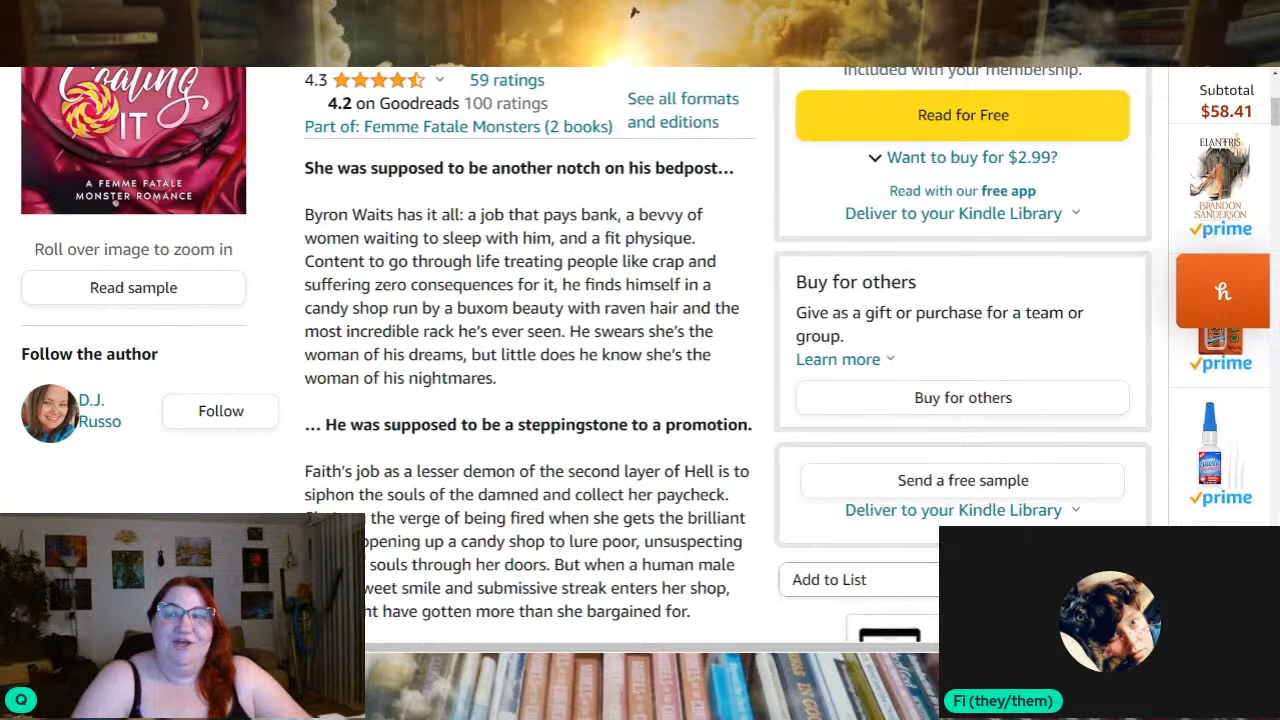 Coating
IT
A FEMME FATALE
MONSTER ROMANCE
Roll over image to zoom in
Read sample
Follow the author
D.J.
Russo
Follow
4.3
59 ratings
4.2 on Goodreads 100 ratings
See all formats
and editions
Part of: Femme Fatale Monsters (2 books)
She was supposed to be another notch on his bedpost…
Byron Waits has it all: a job that pays bank, a bevvy of
women waiting to sleep with him, and a fit physique.
Content to go through life treating people like crap and
suffering zero consequences for it, he finds himself in a
candy shop run by a buxom beauty with raven hair and the
most incredible rack he’s ever seen. He swears she’s the
woman of his dreams, but little does he know she’s the
woman of his nightmares.
… He was supposed to be a steppingstone to a promotion.
Faith’s job as a lesser demon of the second layer of Hell is to
siphon the souls of the damned and collect her paycheck.
the verge of being fired when she gets the brilliant
opening up a candy shop to lure poor, unsuspecting
souls through her doors. But when a human male
weet smile and submissive streak enters her shop,
nt have gotten more than she bargained for.
included with your membership.
Read for Free
Want to buy for $2.99?
Read with our free app
Deliver to your Kindle Library
Buy for others
Give as a gift or purchase for a team or
group.
Learn more
Buy for others
Send a free sample
Deliver to your Kindle Library
Add to List
Subtotal
$58.41
ELANTRIS
BRANDON
SANDERSON
prime
h
prime
prime
Q
Fi (they/them)